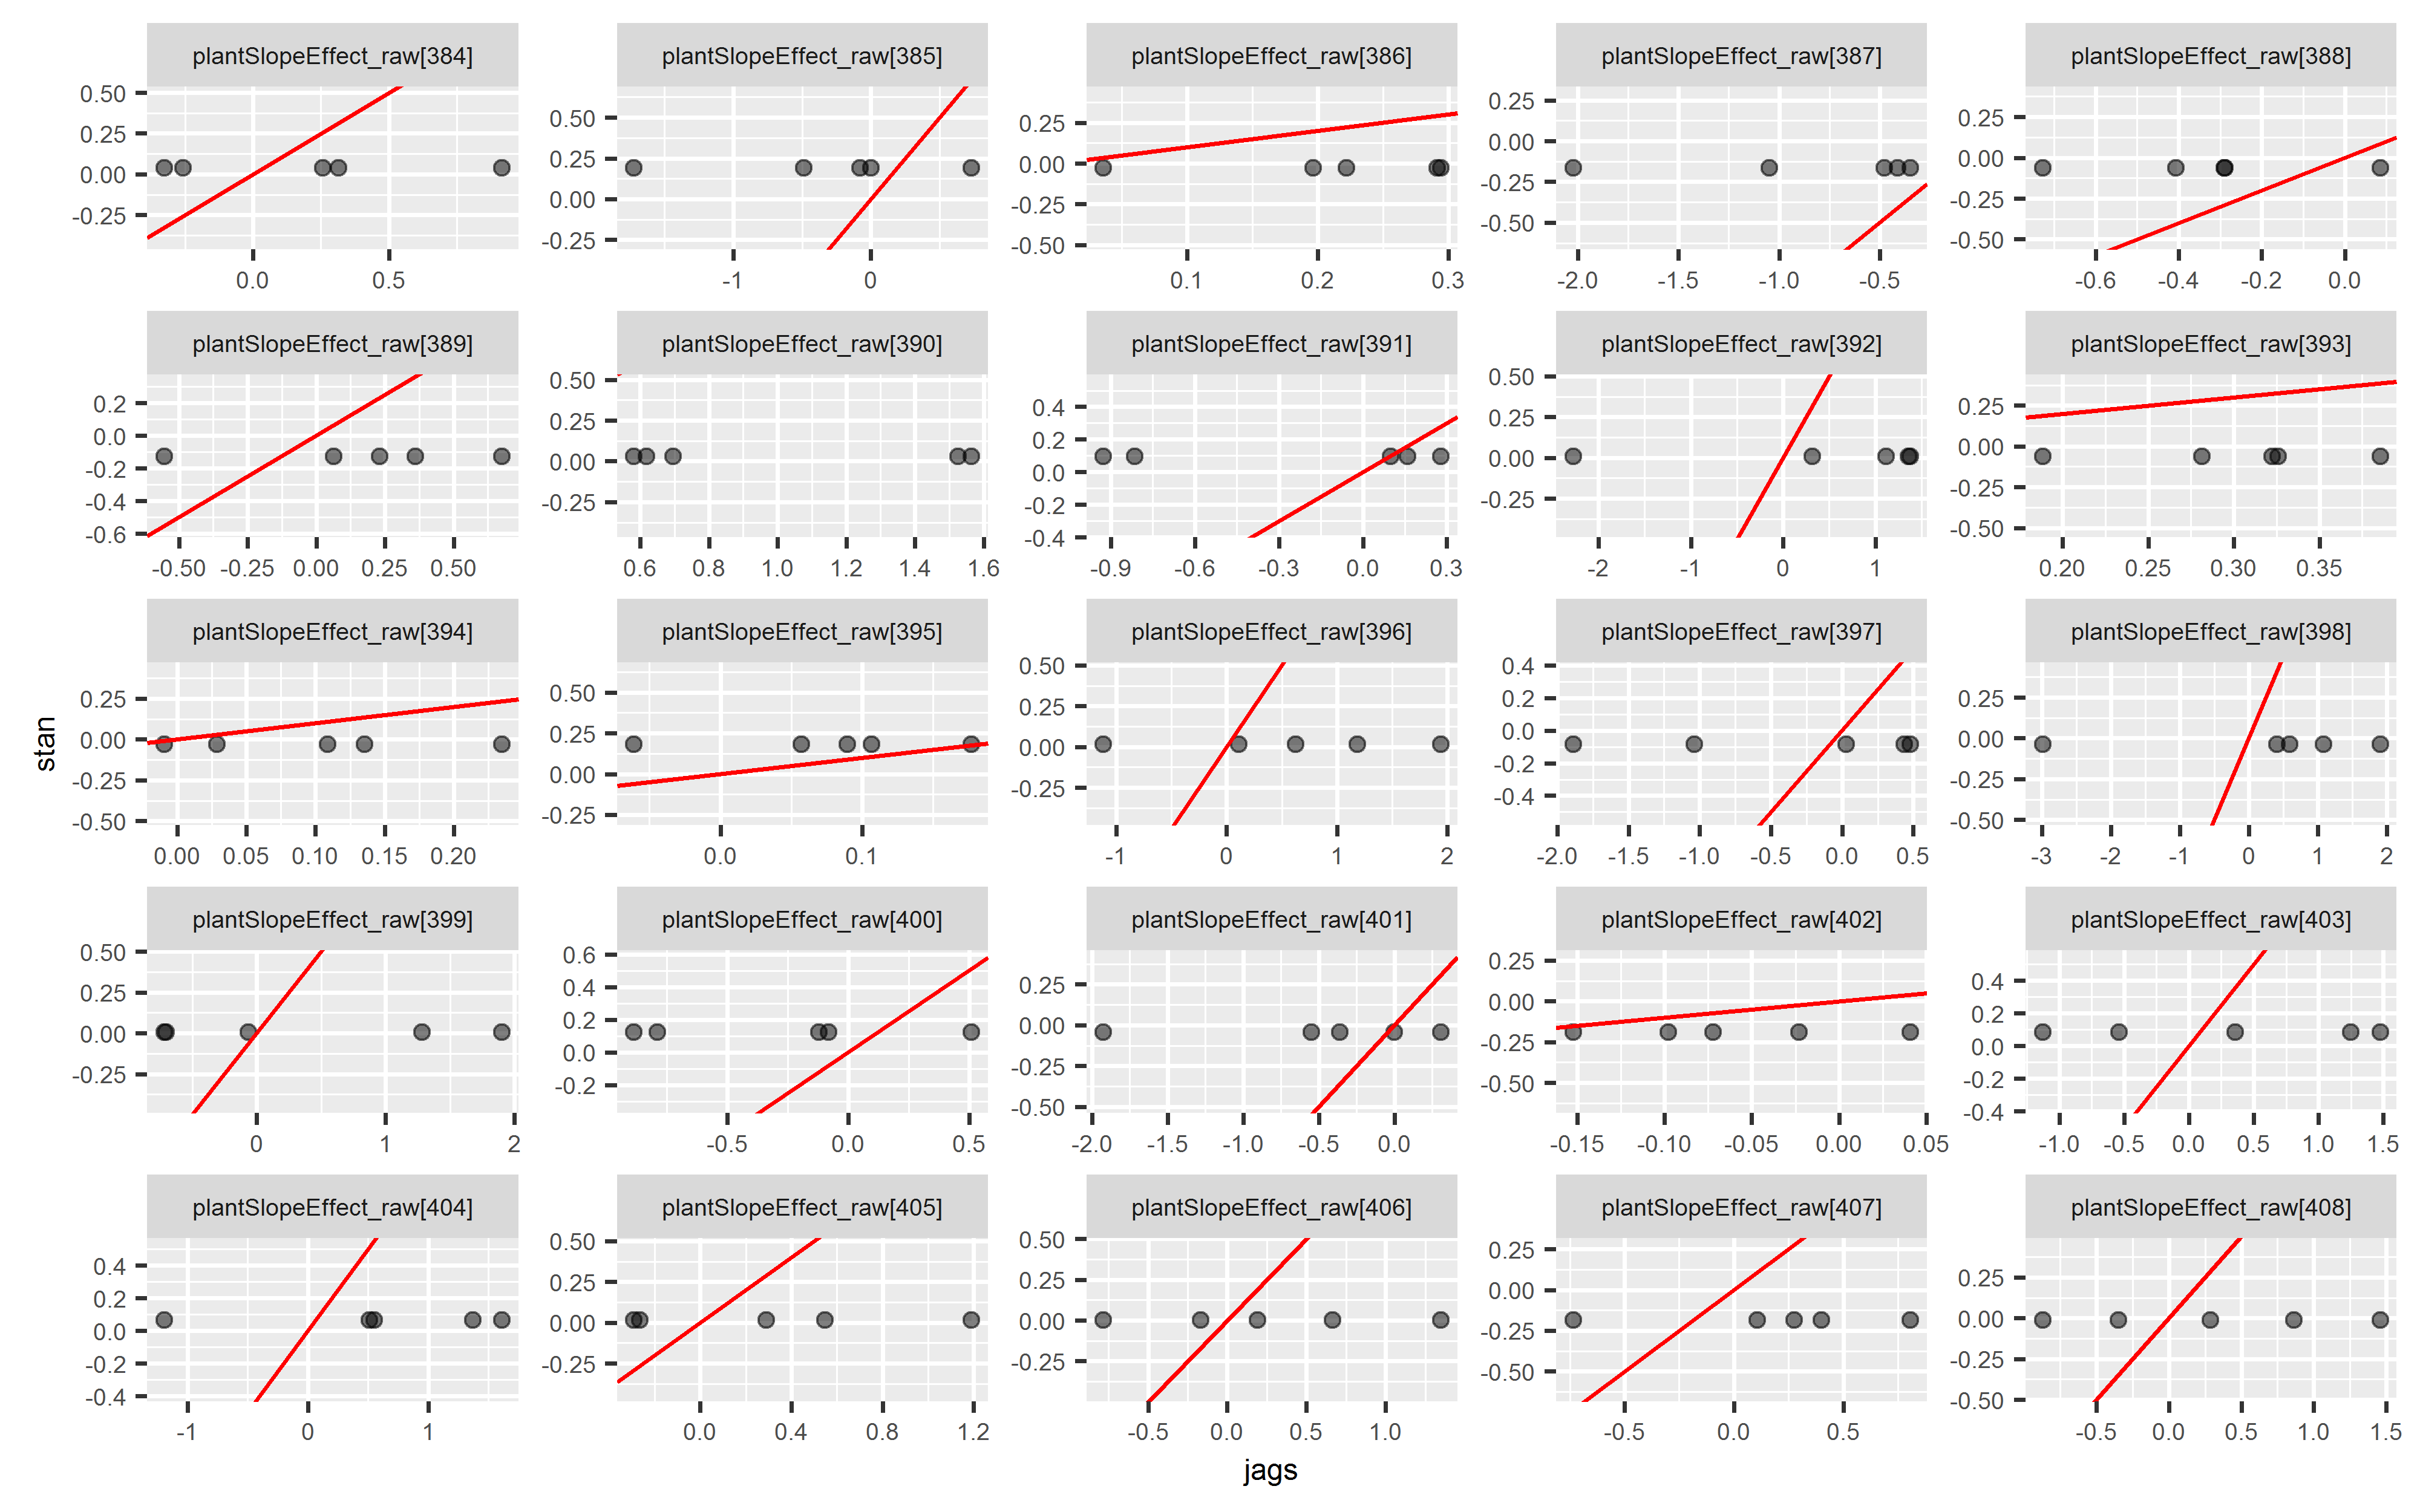 plantSlopeEffect_raw[384] plantSlopeEffect_raw[385] plantSlopeEffect_raw[386] plantSlopeEffect_raw[387] plantSlopeEffect_raw[388]
0.50 0.25 0.00 -0.25
0.50 0.25 0.00 -0.25
0.25 0.00 -0.25 -0.50
0.25 0.00 -0.25 -0.50
0.25 0.00 -0.25 -0.50
0.0 0.5
-1 0
0.1 0.2 0.3
-2.0 -1.5 -1.0 -0.5
-0.6 -0.4 -0.2 0.0
plantSlopeEffect_raw[389] plantSlopeEffect_raw[390] plantSlopeEffect_raw[391] plantSlopeEffect_raw[392] plantSlopeEffect_raw[393]
0.2 0.0 -0.2 -0.4 -0.6
0.50 0.25 0.00 -0.25
0.4 0.2 0.0 -0.2 -0.4
0.50 0.25 0.00 -0.25
0.25 0.00 -0.25 -0.50
-0.50 -0.25 0.00 0.25 0.50
0.6 0.8 1.0 1.2 1.4 1.6
-0.9 -0.6 -0.3 0.0 0.3
-2 -1 0 1
0.20 0.25 0.30 0.35
plantSlopeEffect_raw[394] plantSlopeEffect_raw[395] plantSlopeEffect_raw[396] plantSlopeEffect_raw[397] plantSlopeEffect_raw[398]
0.25 0.00 -0.25 -0.50
0.50 0.25 0.00 -0.25
0.50 0.25 0.00 -0.25
0.4 0.2 0.0 -0.2 -0.4
0.25 0.00 -0.25 -0.50
0.00 0.05 0.10 0.15 0.20
0.0 0.1
-1 0 1 2
-2.0 -1.5 -1.0 -0.5 0.0 0.5
-3 -2 -1 0 1 2
stan
plantSlopeEffect_raw[399] plantSlopeEffect_raw[400] plantSlopeEffect_raw[401] plantSlopeEffect_raw[402] plantSlopeEffect_raw[403]
0.50 0.25 0.00 -0.25
0.6 0.4 0.2 0.0 -0.2
0.25 0.00 -0.25 -0.50
0.25 0.00 -0.25 -0.50
0.4 0.2 0.0 -0.2 -0.4
0 1 2
-0.5 0.0 0.5
-2.0 -1.5 -1.0 -0.5 0.0
-0.15 -0.10 -0.05 0.00 0.05
-1.0 -0.5 0.0 0.5 1.0 1.5
plantSlopeEffect_raw[404] plantSlopeEffect_raw[405] plantSlopeEffect_raw[406] plantSlopeEffect_raw[407] plantSlopeEffect_raw[408]
0.4 0.2 0.0 -0.2 -0.4
0.50 0.25 0.00 -0.25
0.50 0.25 0.00 -0.25
0.25 0.00 -0.25 -0.50
0.25 0.00 -0.25 -0.50
-1 0 1
0.0 0.4 0.8 1.2
-0.5 0.0 0.5 1.0
-0.5 0.0 0.5
-0.5 0.0 0.5 1.0 1.5
jags